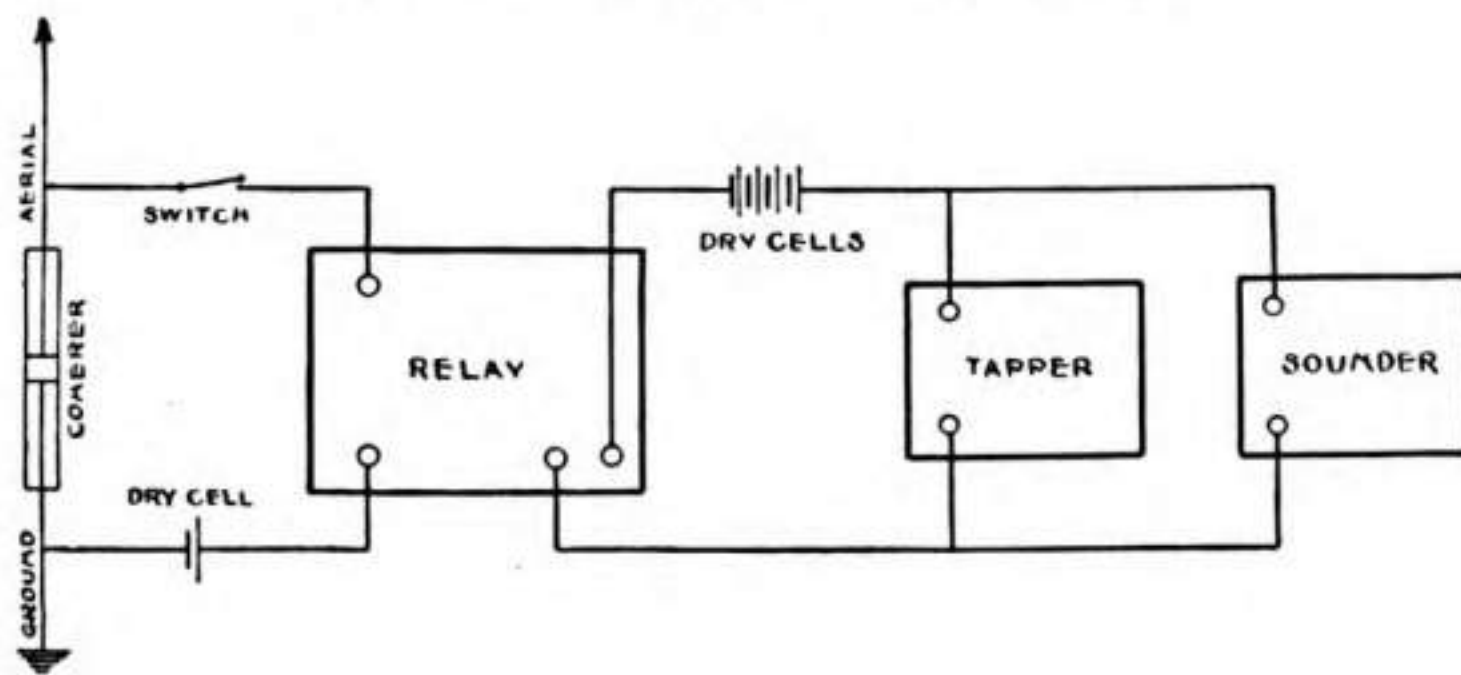 AERIAL
SWITCH
DRY CELLS
COHERER
RELAY
TAPPER
SOUNDER
DRY CELL
GROUND